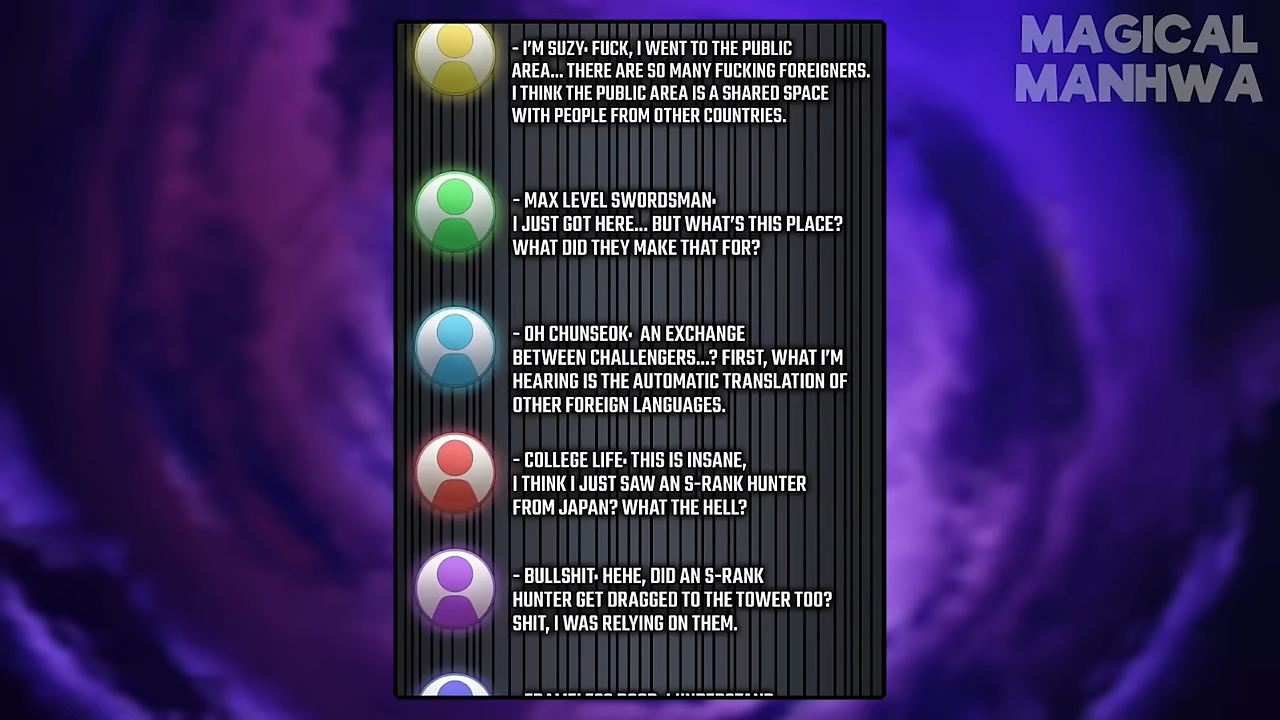 MAGICAL
MANHWA
- I'M SUZY: FUCK, I WENT TO THE PUBLIC
AREA... THERE ARE SO MANY FUCKING FOREIGNERS.
I THINK THE PUBLIC AREA IS A SHARED SPACE
WITH PEOPLE FROM OTHER COUNTRIES.
- MAX LEVEL SWORDSMAN:
I JUST GOT HERE... BUT WHAT'S THIS PLACE?
WHAT DID THEY MAKE THAT FOR?
- OH CHUNSEOK: AN EXCHANGE
BETWEEN CHALLENGERS...? FIRST, WHAT I'M
HEARING IS THE AUTOMATIC TRANSLATION OF
OTHER FOREIGN LANGUAGES.
- COLLEGE LIFE: THIS IS INSANE,
I THINK I JUST SAW AN S-RANK HUNTER
FROM JAPAN? WHAT THE HELL?
- BULLSHIT: HEHE, DID AN S-RANK
HUNTER GET DRAGGED TO THE TOWER TOO?
SHIT, I WAS RELYING ON THEM.